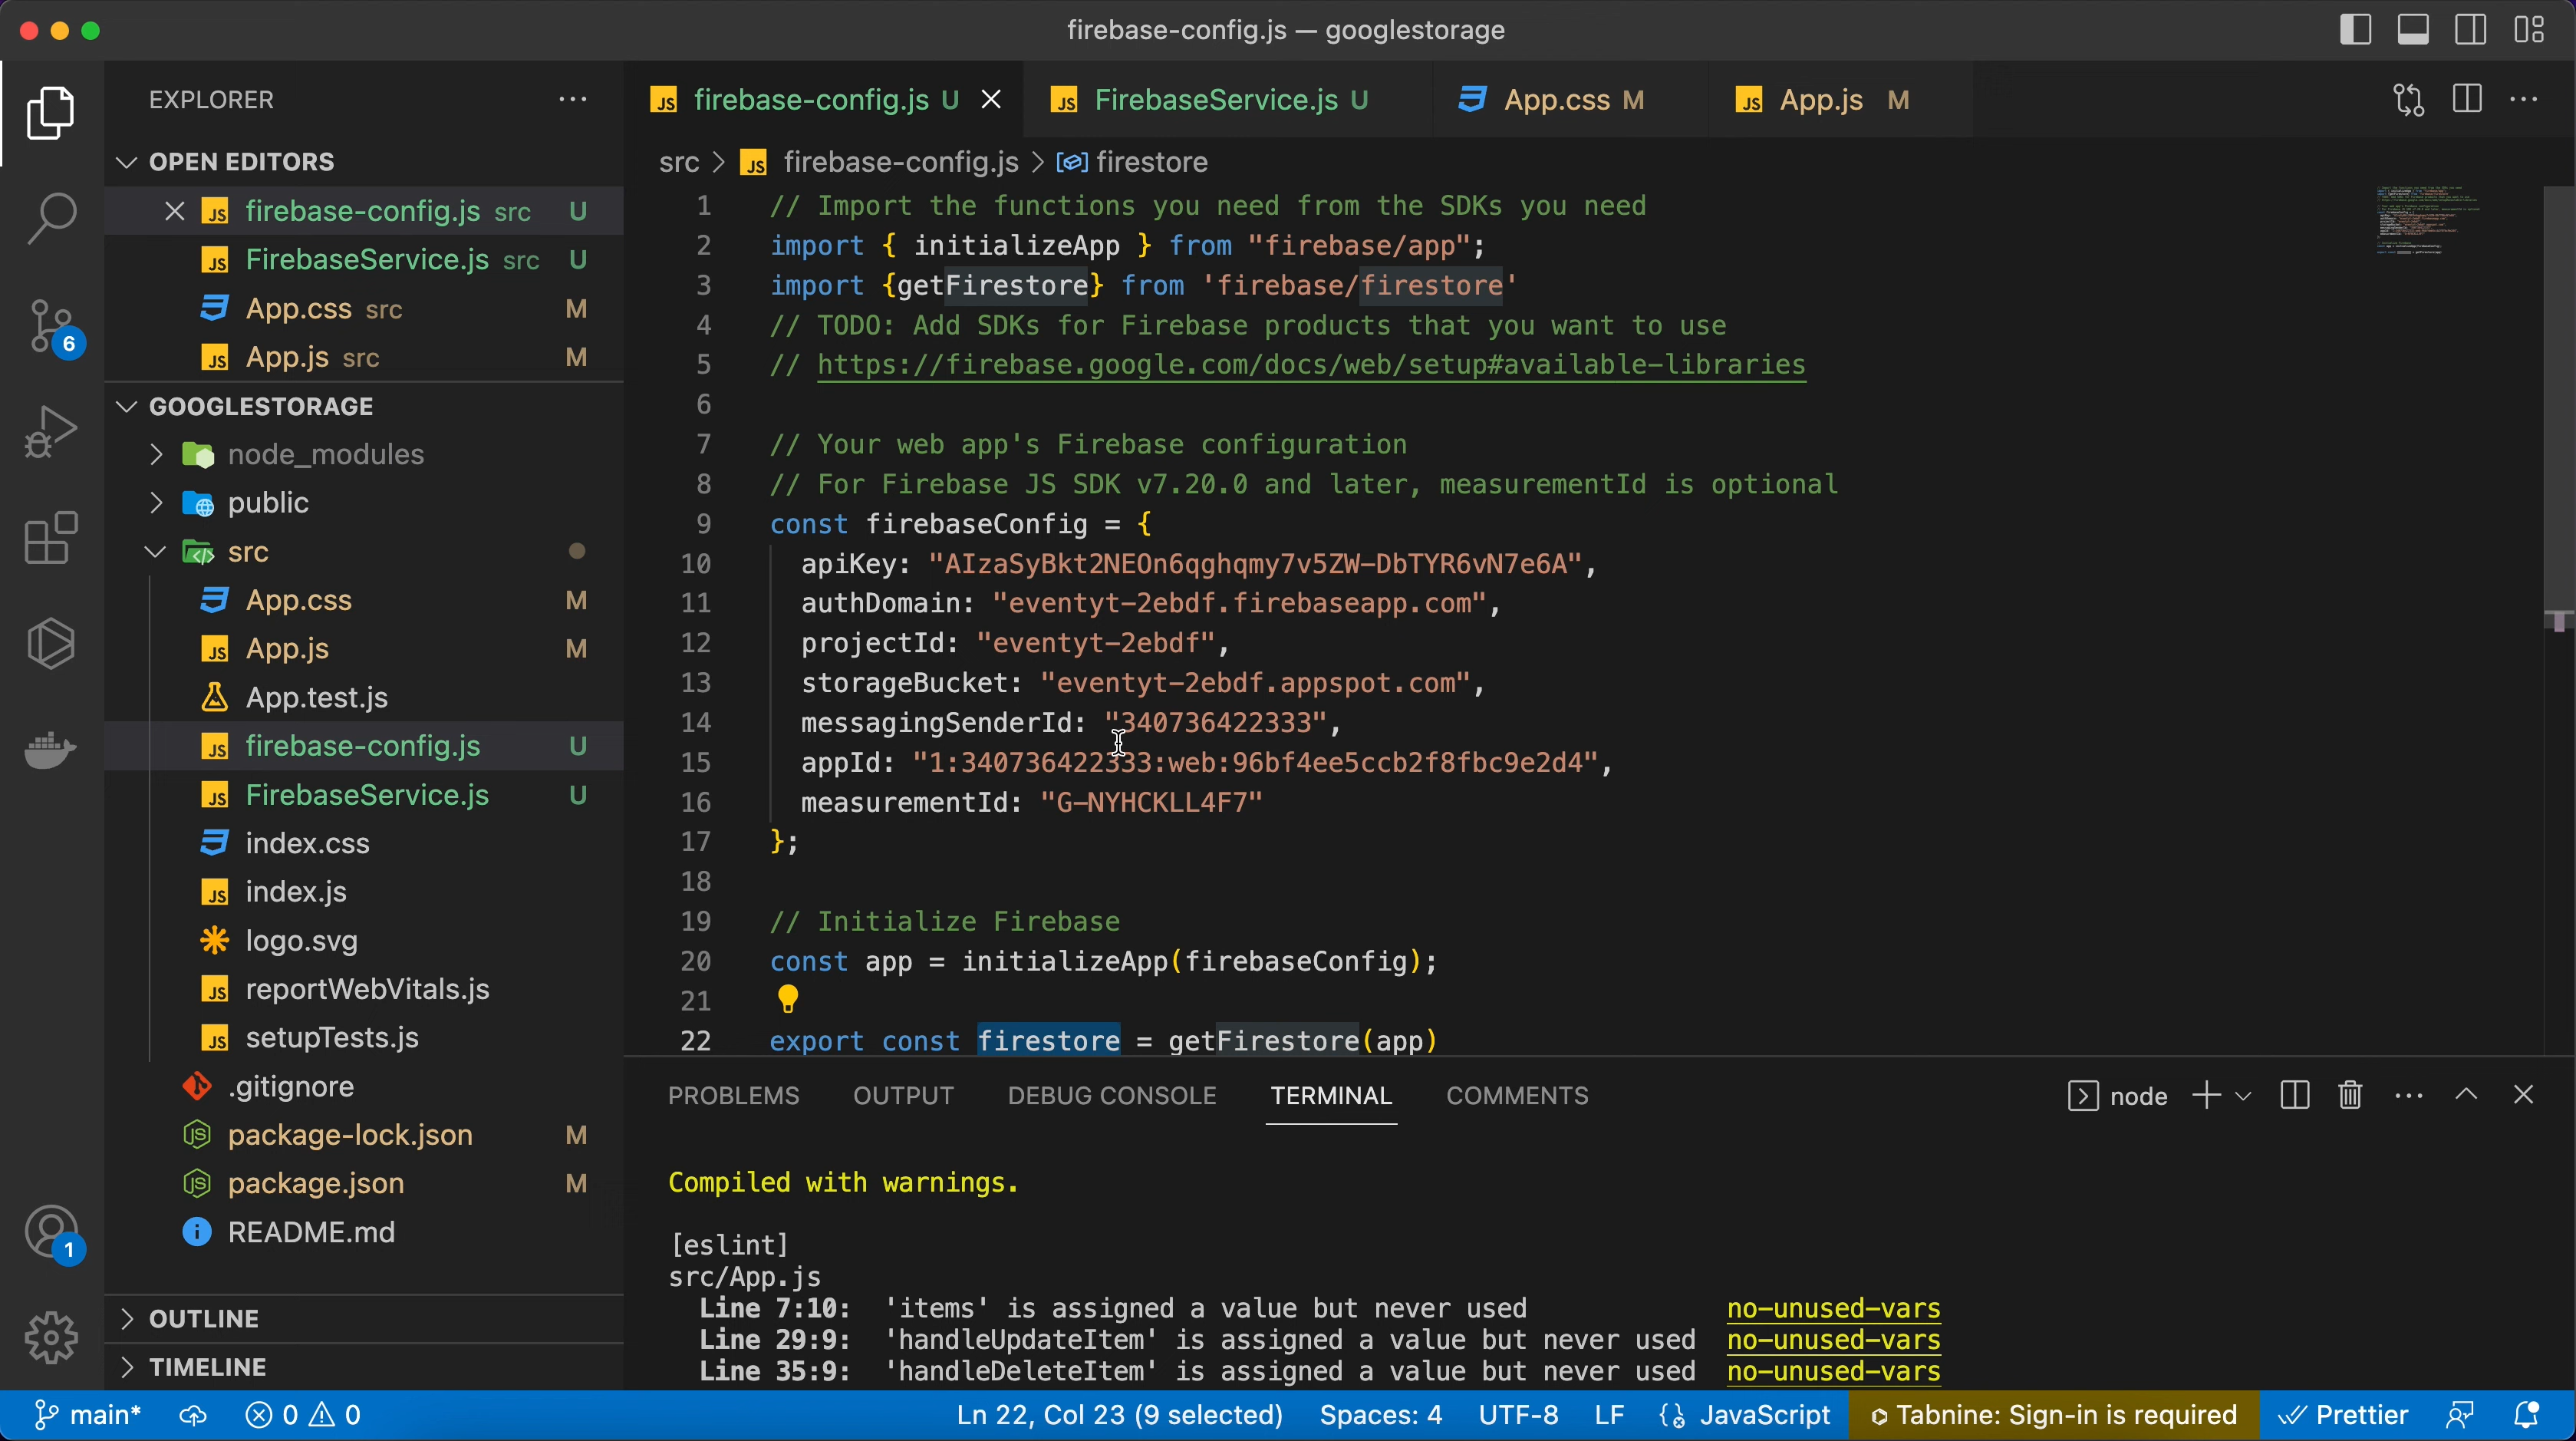 firebase-config.js — googlestorage
EXPLORER
OPEN EDITORS
firebase-config.js src U
FirebaseService.js src U
App.css src M
App.js src M
GOOGLESTORAGE
node_modules
public
src
App.css M
App.js M
App.test.js
firebase-config.js U
FirebaseService.js U
index.css
index.js
logo.svg
reportWebVitals.js
setupTests.js
.gitignore
package-lock.json M
package.json M
README.md
OUTLINE
TIMELINE
6
1
firebase-config.js U
FirebaseService.js U
App.css M
App.js M
src > firebase-config.js > firestore
1 // Import the functions you need from the SDKs you need
2 import { initializeApp } from "firebase/app";
3 import {getFirestore} from 'firebase/firestore'
4 // TODO: Add SDKs for Firebase products that you want to use
5 // https://firebase.google.com/docs/web/setup#available-libraries
6
7 // Your web app's Firebase configuration
8 // For Firebase JS SDK v7.20.0 and later, measurementId is optional
9 const firebaseConfig = {
10 apiKey: "AIzaSyBkt2NEOn6qghqmy7v5ZW-DbTYR6vN7e6A",
11 authDomain: "eventyt-2ebdf.firebaseapp.com",
12 projectId: "eventyt-2ebdf",
13 storageBucket: "eventyt-2ebdf.appspot.com",
14 messagingSenderId: "340736422333",
15 appId: "1:340736422333:web:96bf4ee5ccb2f8fbc9e2d4",
16 measurementId: "G-NYHCKLL4F7"
17 };
18
19 // Initialize Firebase
20 const app = initializeApp(firebaseConfig);
21
22 export const firestore = getFirestore(app)
PROBLEMS OUTPUT DEBUG CONSOLE TERMINAL COMMENTS
node
Compiled with warnings.
[eslint]
src/App.js
Line 7:10: 'items' is assigned a value but never used no-unused-vars
Line 29:9: 'handleUpdateItem' is assigned a value but never used no-unused-vars
Line 35:9: 'handleDeleteItem' is assigned a value but never used no-unused-vars
main* 0 0 Ln 22, Col 23 (9 selected) Spaces: 4 UTF-8 LF JavaScript Tabnine: Sign-in is required Prettier